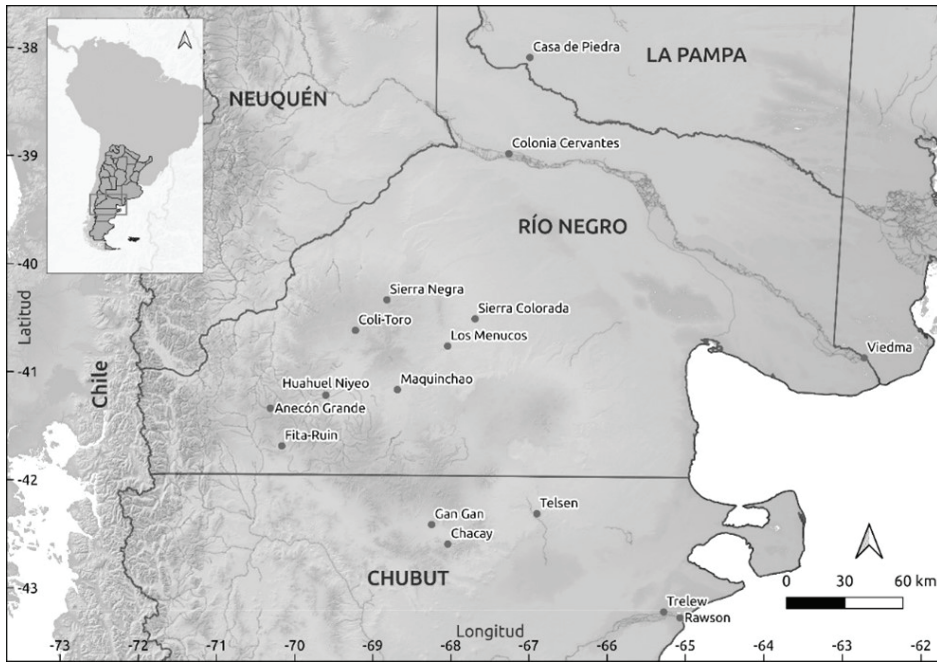 -38
Casa de Piedra
LA PAMPA
NEUQUÉN
-39
Colonia Cervantes
RÍO NEGRO
-40
Latitud
Sierra Negra
Sierra Colorada
Coli-Toro
Los Menucos
Viedma
-41
Chile
Huahuel Niyeo
Maquinchao
Anecón Grande
Fita-Ruin
-42
Gan Gan
Telsen
Chacay
CHUBUT
0 30 60 km
-43
Trelew
Rawson
Longitud
-73 -72 -71 -70 -69 -68 -67 -66 -65 -64 -63 -62